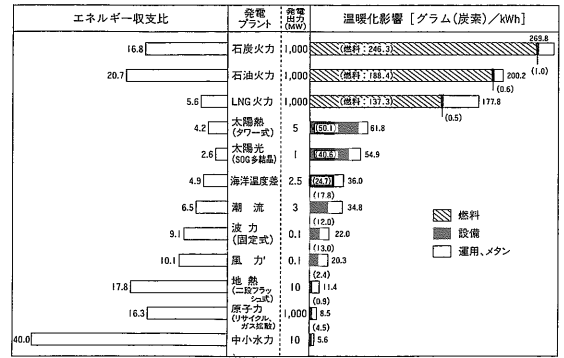 エネルギー収支比 発電プラント 発電出力(MW) 温暖化影響 [グラム(炭素)/kWh]
269.8
16.8 石炭火力 1,000 (燃料:246.3)
(1.0)
20.7 石油火力 1,000 (燃料:188.4) 200.2
(0.6)
5.6 LNG火力 1,000 (燃料:137.3) 177.8
(0.5)
4.2 太陽熱(タワー式) 5 (50.1) 61.8
2.6 太陽光(SOG多結晶) 1 (40.6) 54.9
4.9 海洋温度差 2.5 (24.7) 36.0
(17.8)
6.5 潮流 3 34.8
(12.0)
9.1 波力(固定式) 0.1 22.0
(13.0)
10.1 風力 0.1 20.3
(2.4)
17.8 地熱(二段フラッシュ式) 10 11.4
(0.9)
16.3 原子力(リサイクル、ガス拡散) 1,000 8.5
(4.5)
40.0 中小水力 10 5.6
燃料
設備
運用、メタン